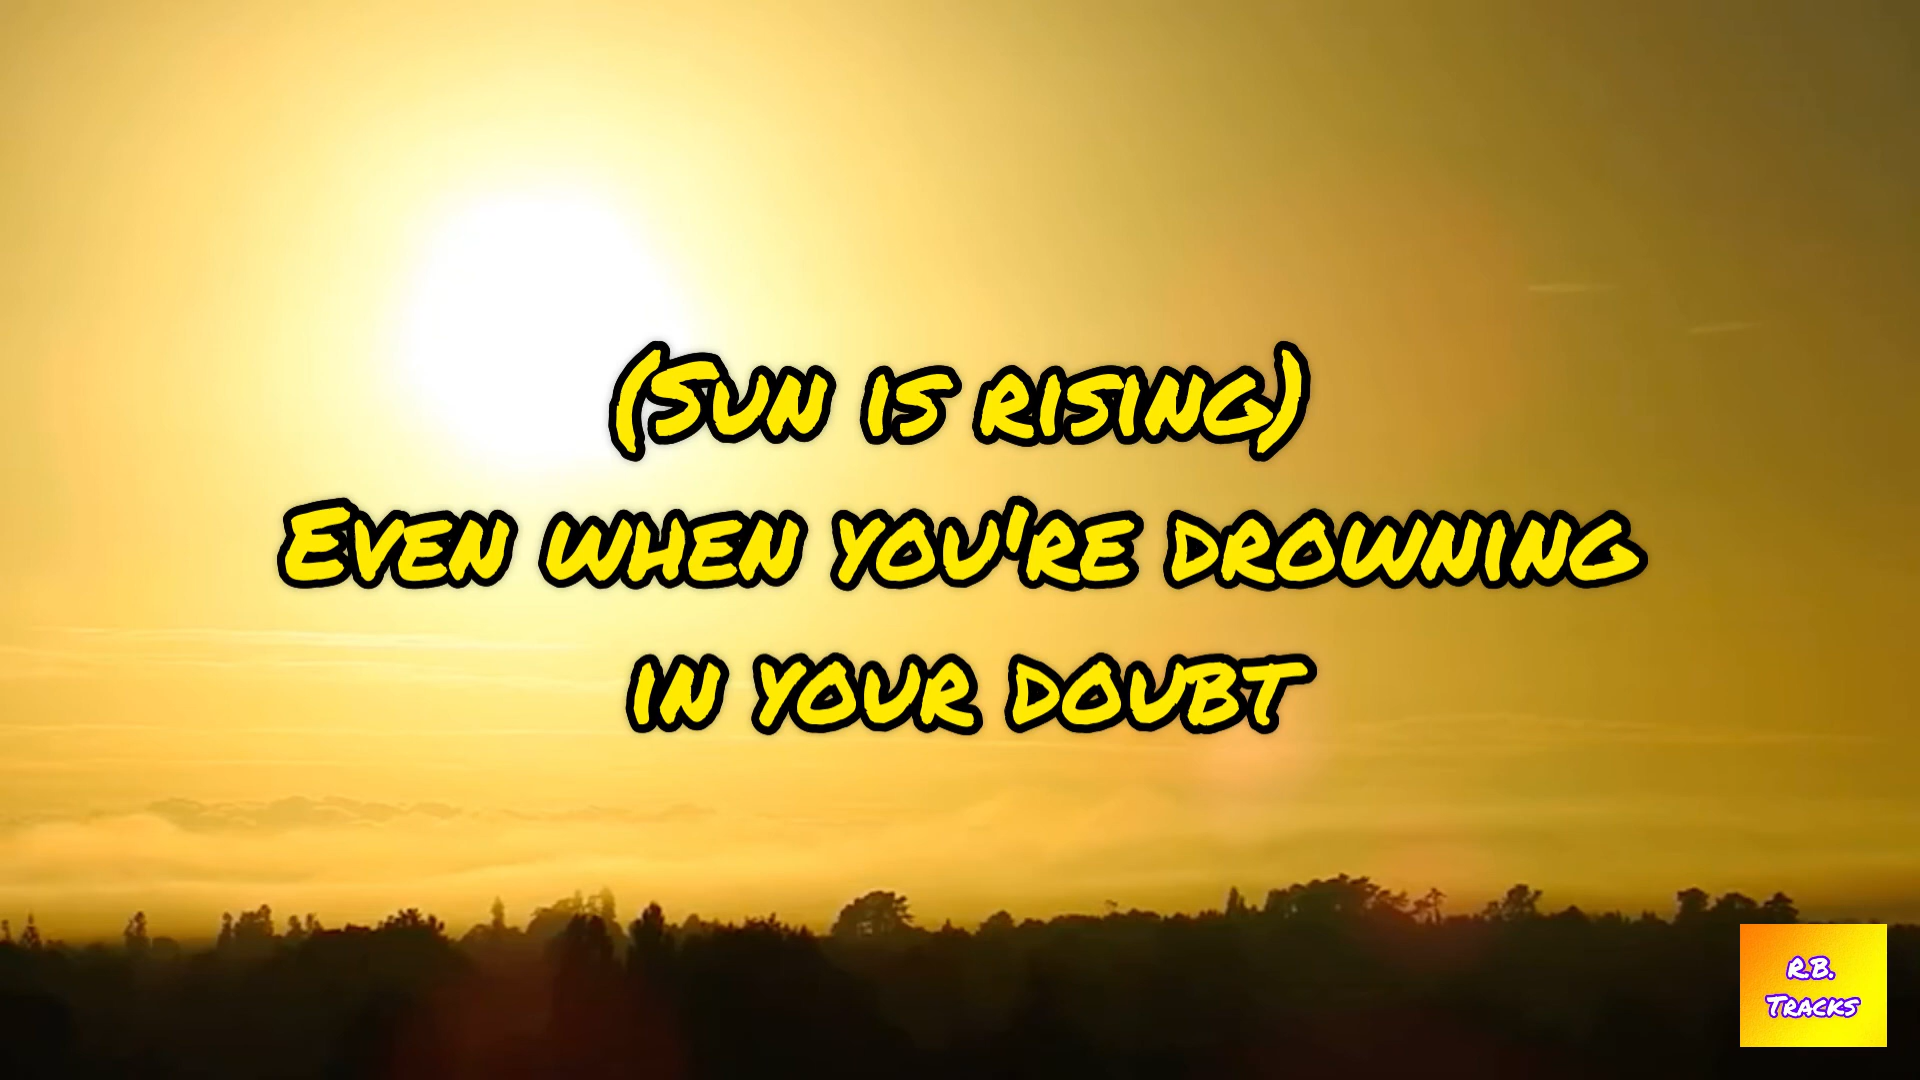 (Sun is rising)
Even when you're drowning
in your doubt
R.B.
Tracks